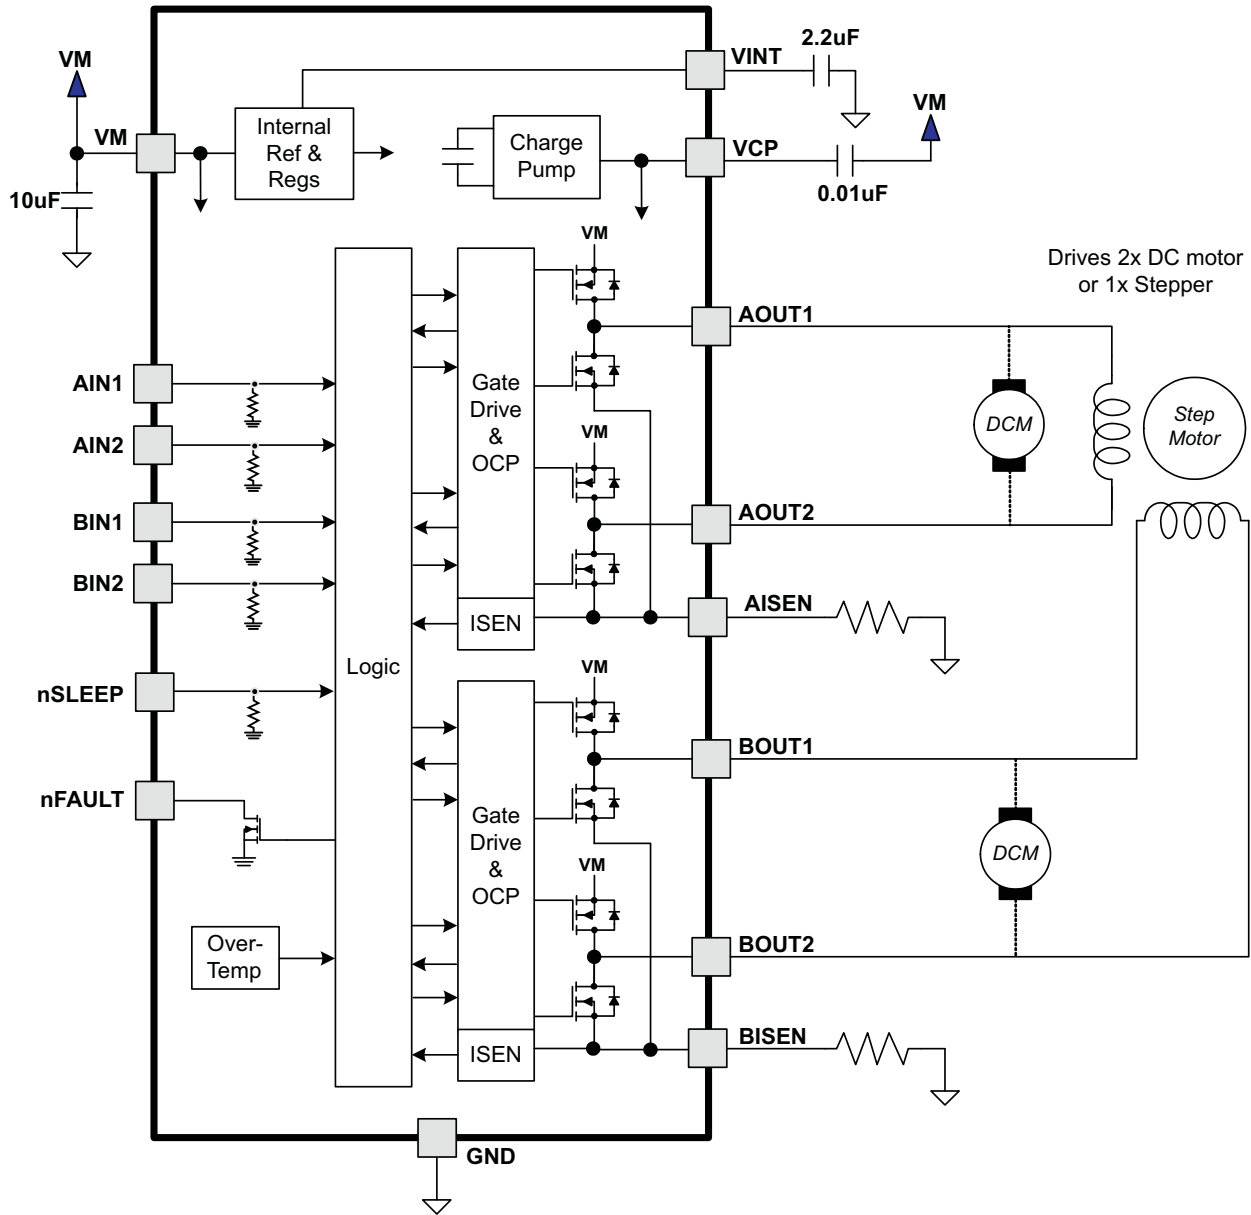 VM
VM
10uF
Internal
Ref &
Regs
Charge
Pump
VINT
2.2uF
VCP
VM
0.01uF
Drives 2x DC motor
or 1x Stepper
AIN1
AIN2
BIN1
BIN2
nSLEEP
nFAULT
Over-
Temp
Logic
Gate
Drive
&
OCP
ISEN
VM
VM
AOUT1
DCM
Step
Motor
AOUT2
AISEN
Gate
Drive
&
OCP
ISEN
VM
VM
BOUT1
DCM
BOUT2
BISEN
GND